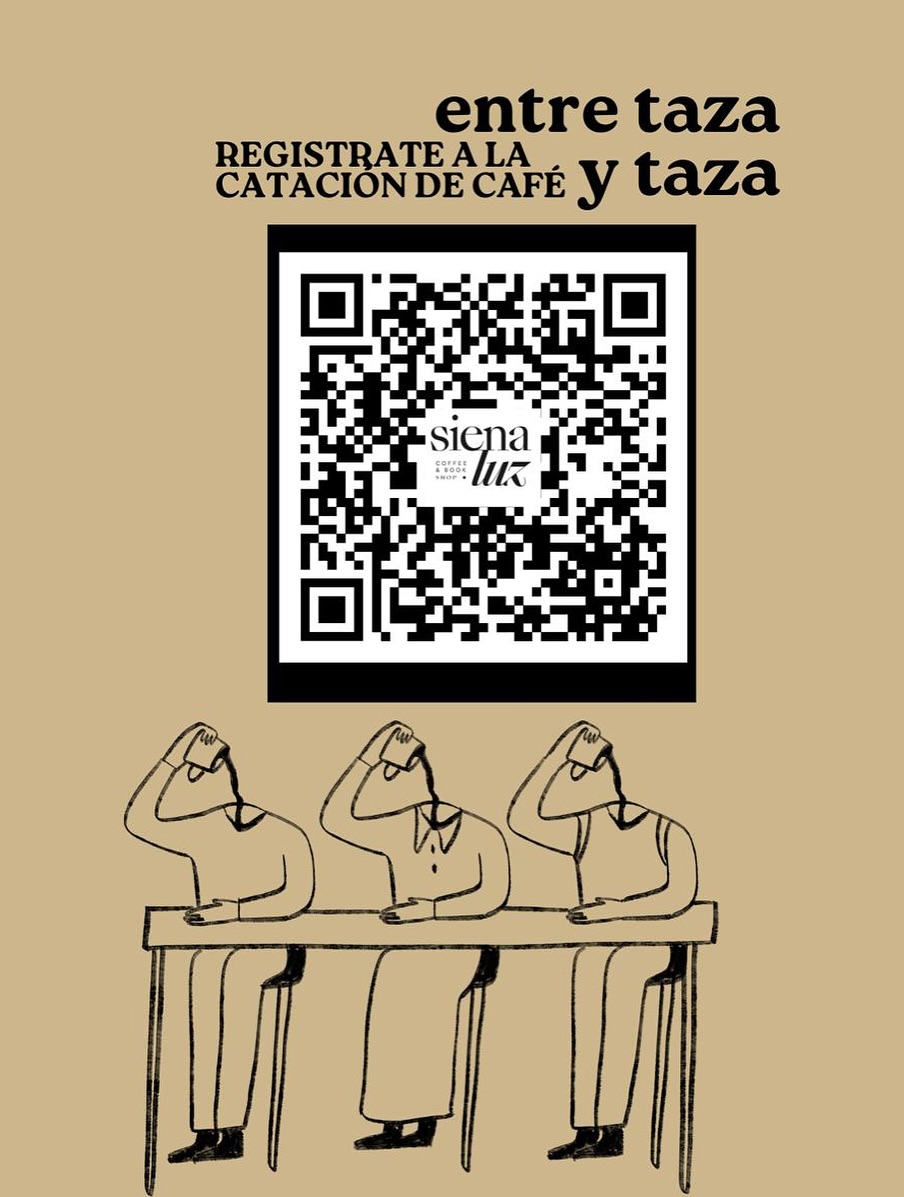 entre taza
y taza
REGISTRATE A LA
CATACIÓN DE CAFÉ
siena
luz
COFFEE
& BOOK
SHOP